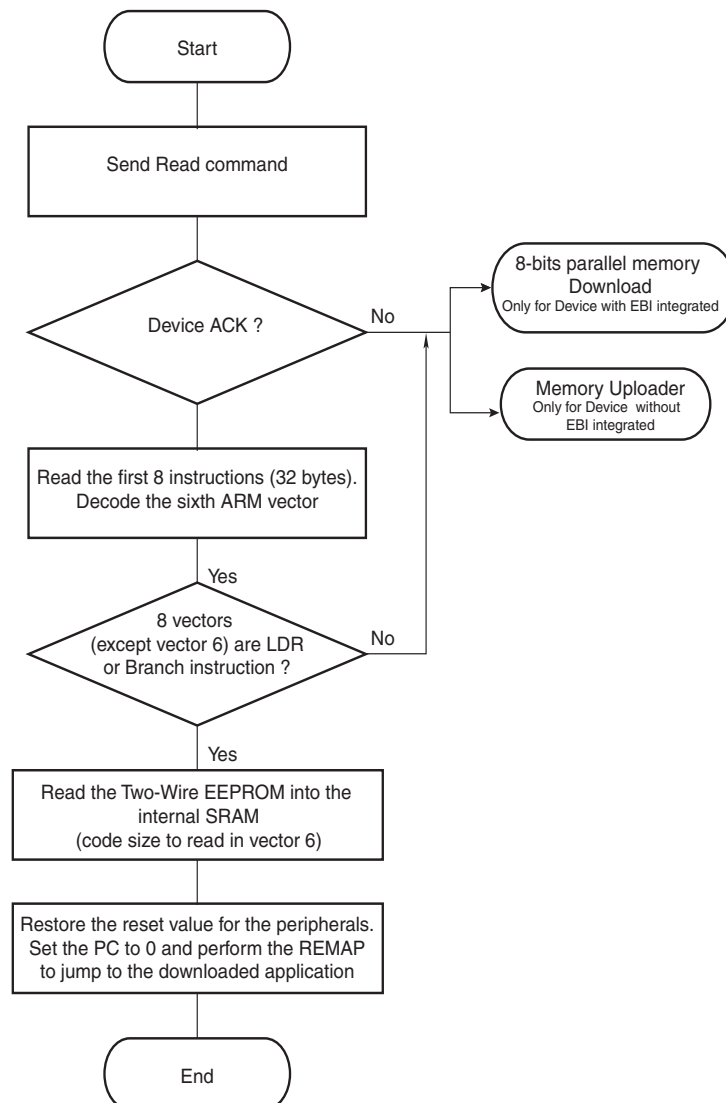 Start
Send Read command
Device ACK ?
No
8-bits parallel memory
Download
Only for Device with EBI integrated
Memory Uploader
Only for Device without
EBI integrated
Read the first 8 instructions (32 bytes).
Decode the sixth ARM vector
Yes
8 vectors
(except vector 6) are LDR
or Branch instruction ?
No
Yes
Read the Two-Wire EEPROM into the
internal SRAM
(code size to read in vector 6)
Restore the reset value for the peripherals.
Set the PC to 0 and perform the REMAP
to jump to the downloaded application
End